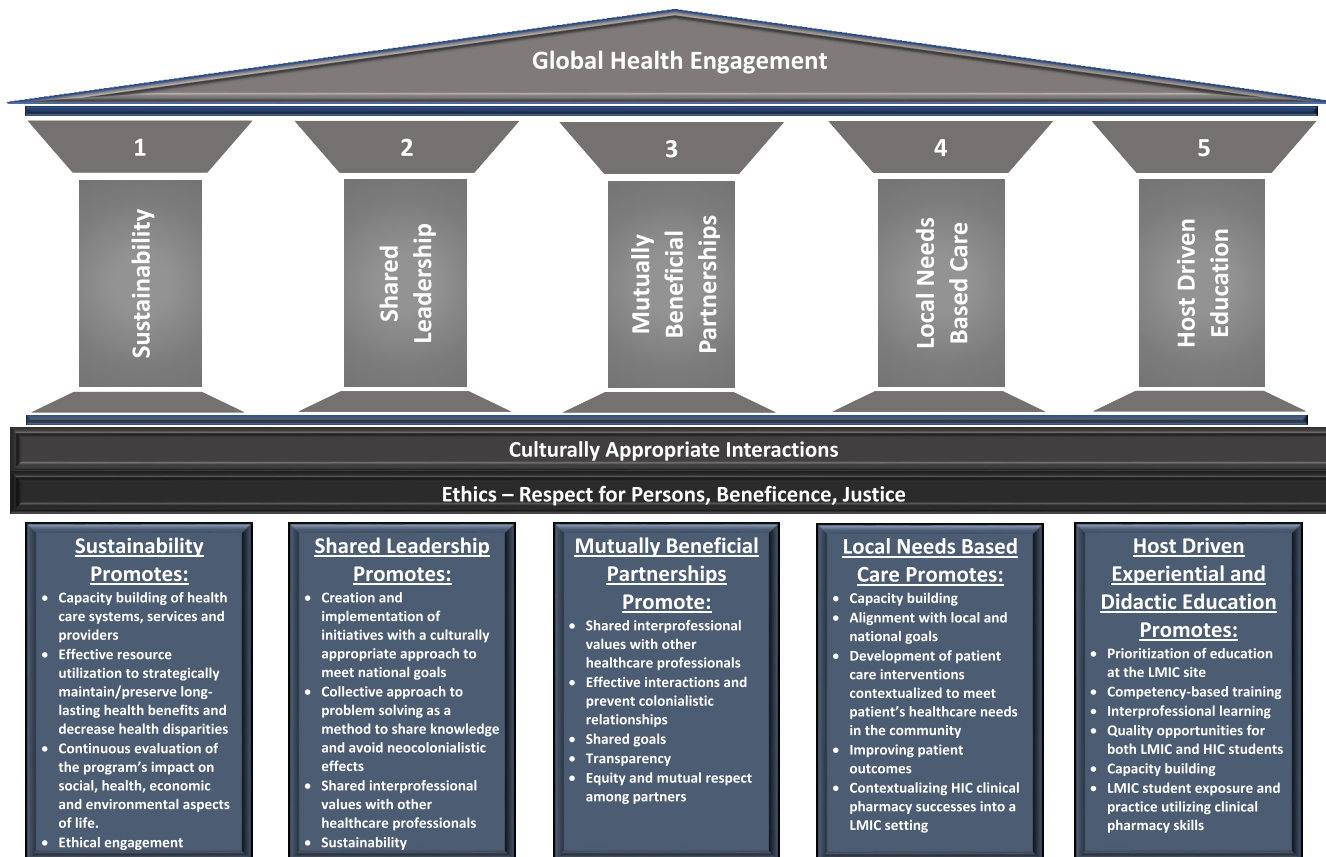 Global Health Engagement
1
2
3
4
5
Sustainability
Shared
Leadership
Mutually
Beneficial
Partnerships
Local Needs
Based Care
Host Driven
Education
Culturally Appropriate Interactions
Ethics – Respect for Persons, Beneficence, Justice
Sustainability
Promotes:
• Capacity building of health
care systems, services and
providers
• Effective resource
utilization to strategically
maintain/preserve long-
lasting health benefits and
decrease health disparities
• Continuous evaluation of
the program’s impact on
social, health, economic
and environmental aspects
of life.
• Ethical engagement
Shared Leadership
Promotes:
• Creation and
implementation of
initiatives with a culturally
appropriate approach to
meet national goals
• Collective approach to
problem solving as a
method to share knowledge
and avoid neocolonialistic
effects
• Shared interprofessional
values with other
healthcare professionals
• Sustainability
Mutually Beneficial
Partnerships
Promote:
• Shared interprofessional
values with other
healthcare professionals
• Effective interactions and
prevent colonialistic
relationships
• Shared goals
• Transparency
• Equity and mutual respect
among partners
Local Needs Based
Care Promotes:
• Capacity building
• Alignment with local and
national goals
• Development of patient
care interventions
contextualized to meet
patient’s healthcare needs
in the community
• Improving patient
outcomes
• Contextualizing HIC clinical
pharmacy successes into a
LMIC setting
Host Driven
Experiential and
Didactic Education
Promotes:
• Prioritization of education
at the LMIC site
• Competency-based training
• Interprofessional learning
• Quality opportunities for
both LMIC and HIC students
• Capacity building
• LMIC student exposure and
practice utilizing clinical
pharmacy skills